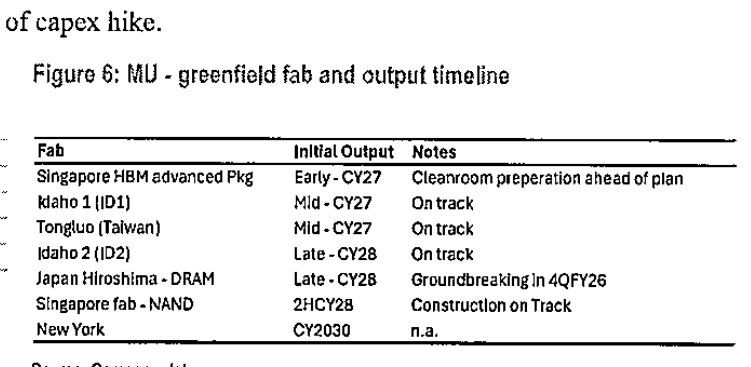 of capex hike.
Figure 6: MU - greenfield fab and output timeline
Fab Initial Output Notes
Singapore HBM advanced Pkg Early - CY27 Cleanroom preperation ahead of plan
Idaho 1 (ID1) Mid - CY27 On track
Tongluo (Taiwan) Mid - CY27 On track
Idaho 2 (ID2) Late - CY28 On track
Japan Hiroshima - DRAM Late - CY28 Groundbreaking in 4QFY26
Singapore fab - NAND 2HCY28 Construction on Track
New York CY2030 n.a.